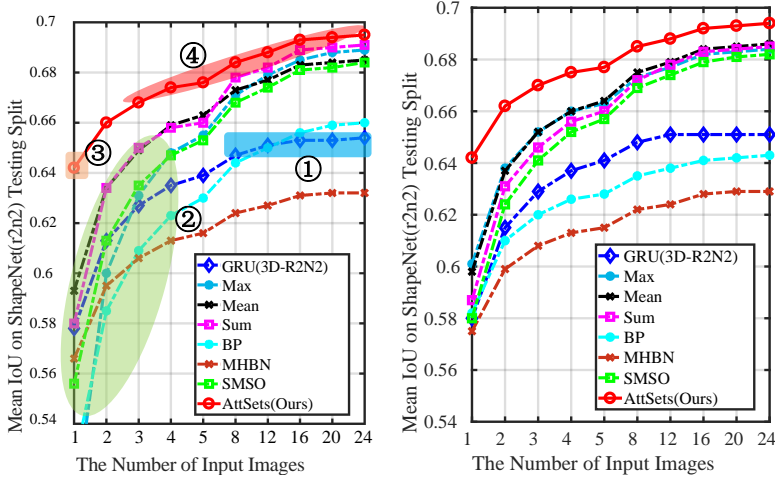 Mean IoU on ShapeNet(r2n2) Testing Split
0.7
0.68
0.66
0.64
0.62
0.6
0.58
0.56
0.54
④
③
①
②
GRU(3D-R2N2)
Max
Mean
Sum
BP
MHBN
SMSO
AttSets(Ours)
1 2 3 4 5 8 12 16 20 24
The Number of Input Images
Mean IoU on ShapeNet(r2n2) Testing Split
0.7
0.68
0.66
0.64
0.62
0.6
0.58
0.56
0.54
GRU(3D-R2N2)
Max
Mean
Sum
BP
MHBN
SMSO
AttSets(Ours)
1 2 3 4 5 8 12 16 20 24
The Number of Input Images